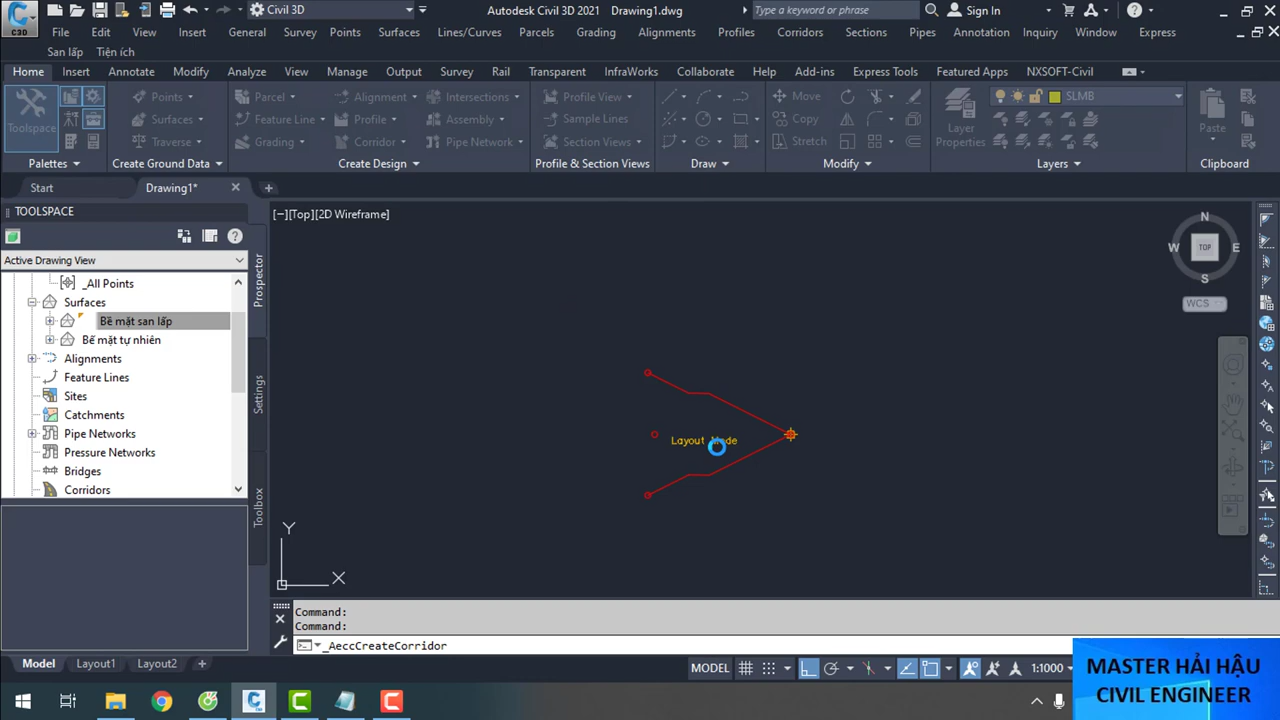 C3D
Civil 3D
Autodesk Civil 3D 2021 Drawing1.dwg
Type a keyword or phrase
Sign In
File Edit View Insert General Survey Points Surfaces Lines/Curves Parcels Grading Alignments Profiles Corridors Sections Pipes Annotation Inquiry Window Express
San lấp Tiện ích
Home Insert Annotate Modify Analyze View Manage Output Survey Rail Transparent InfraWorks Collaborate Help Add-ins Express Tools Featured Apps NXSOFT-Civil
Points Parcel Alignment Intersections Profile View Move Copy Stretch SLMB
Toolspace Surfaces Feature Line Profile Assembly Sample Lines Layer Properties Paste
Traverse Grading Corridor Pipe Network Section Views
Palettes Create Ground Data Create Design Profile & Section Views Draw Modify Layers Clipboard
Start Drawing1*
TOOLSPACE
[−][Top][2D Wireframe]
Active Drawing View
_All Points
Surfaces
Bề mặt san lấp
Bế mặt tự nhiên
Alignments
Feature Lines
Sites
Catchments
Pipe Networks
Pressure Networks
Bridges
Corridors
Prospector
Settings
Toolbox
N
W TOP E
S
WCS
Layout Mode
Y
X
Command:
Command:
_AeccCreateCorridor
Model Layout1 Layout2 +
MODEL
1:1000
MASTER HẢI HẬU
CIVIL ENGINEER